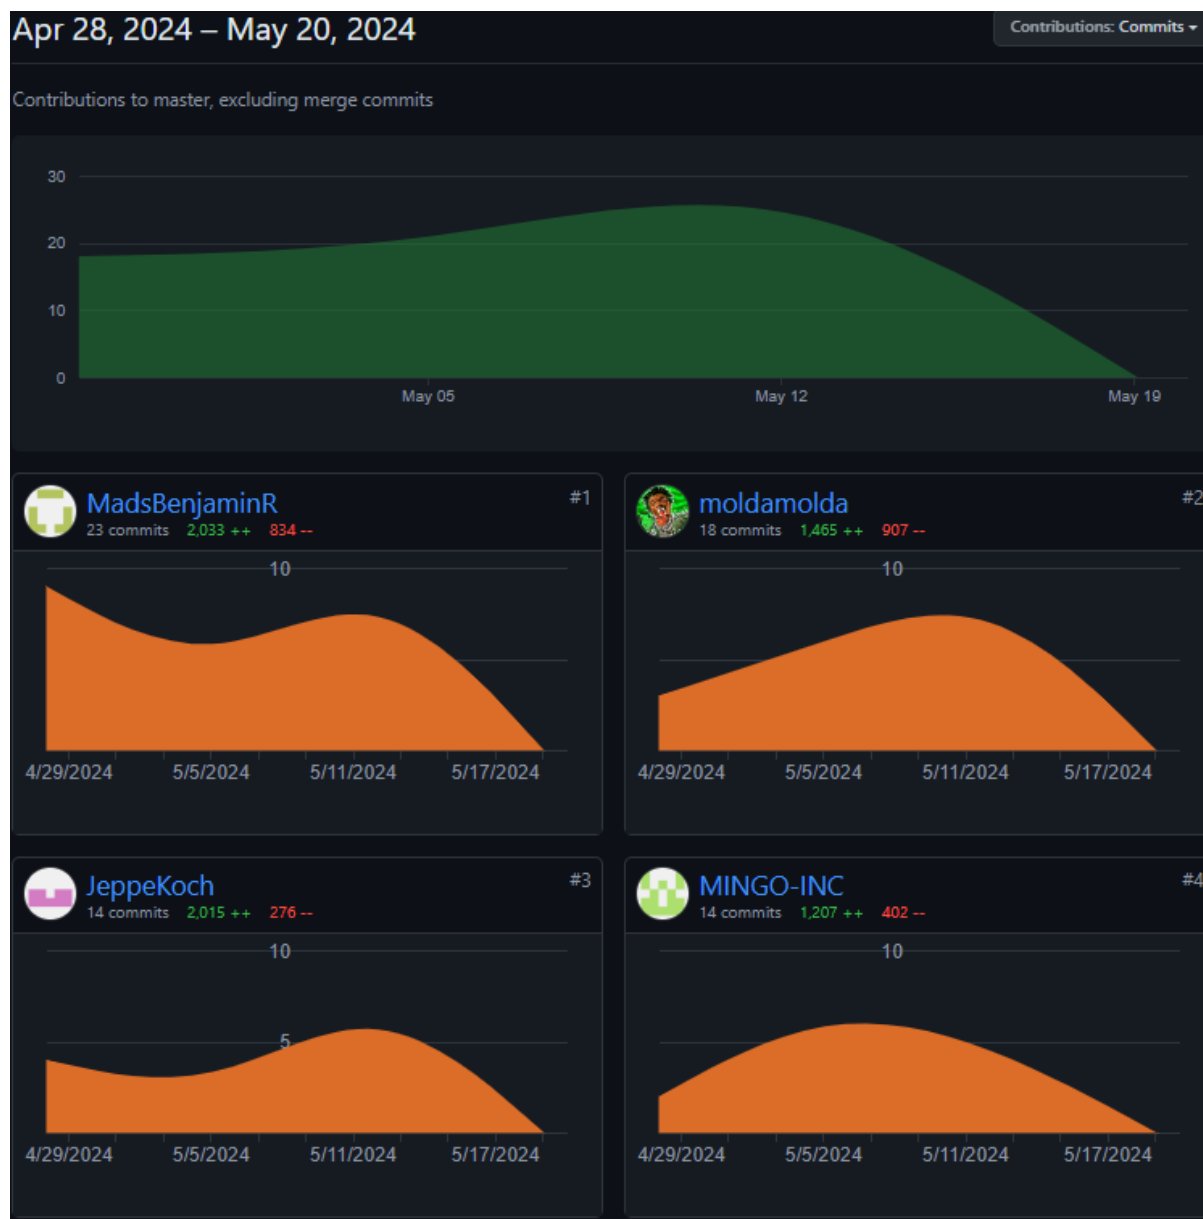 Apr 28, 2024 – May 20, 2024
Contributions: Commits
Contributions to master, excluding merge commits
30
20
10
0
May 05
May 12
May 19
MadsBenjaminR
#1
23 commits 2,033 ++ 834 --
10
4/29/2024 5/5/2024 5/11/2024 5/17/2024
moldamolda
#2
18 commits 1,465 ++ 907 --
10
4/29/2024 5/5/2024 5/11/2024 5/17/2024
JeppeKoch
#3
14 commits 2,015 ++ 276 --
10
5
4/29/2024 5/5/2024 5/11/2024 5/17/2024
MINGO-INC
#4
14 commits 1,207 ++ 402 --
10
4/29/2024 5/5/2024 5/11/2024 5/17/2024